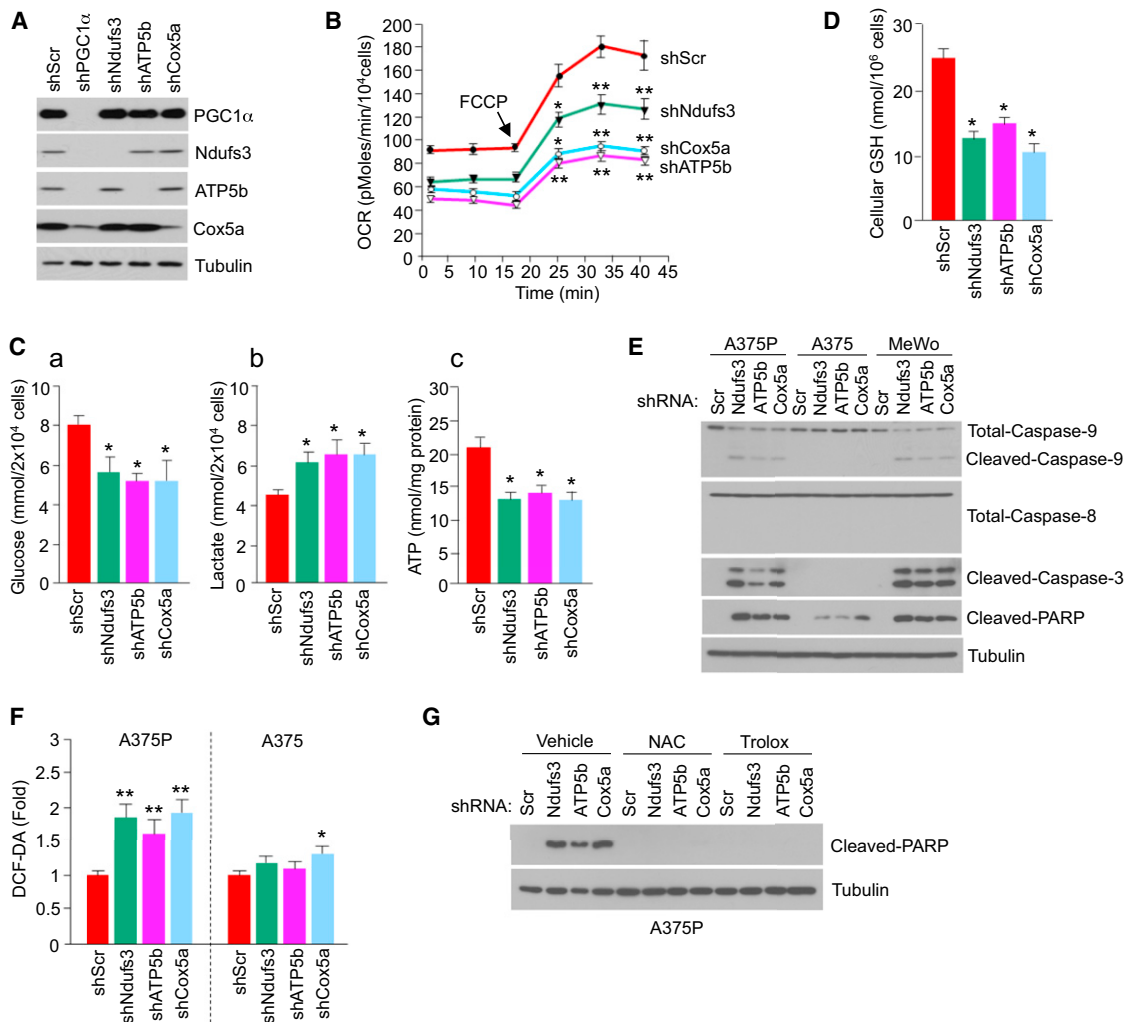 A
shScr
shPGC1α
shNdufs3
shATP5b
shCox5a
PGC1α
Ndufs3
ATP5b
Cox5a
Tubulin
B
OCR (pMoles/min/10⁴cells)
200
180
160
140
120
100
80
60
40
20
0
FCCP
shScr
shNdufs3
shCox5a
shATP5b
* ** **
* ** **
** ** **
0 5 10 15 20 25 30 35 40 45
Time (min)
D
Cellular GSH (nmol/10⁶ cells)
30
20
10
0
* * *
shScr
shNdufs3
shATP5b
shCox5a
C
a
Glucose (mmol/2x10⁴ cells)
10
8
6
4
2
0
* * *
shScr
shNdufs3
shATP5b
shCox5a
b
Lactate (mmol/2x10⁴ cells)
10
8
6
4
2
0
* * *
shScr
shNdufs3
shATP5b
shCox5a
c
ATP (nmol/mg protein)
30
25
20
15
10
5
0
* * *
shScr
shNdufs3
shATP5b
shCox5a
E
A375P A375 MeWo
shRNA:
Scr
Ndufs3
ATP5b
Cox5a
Scr
Ndufs3
ATP5b
Cox5a
Scr
Ndufs3
ATP5b
Cox5a
Total-Caspase-9
Cleaved-Caspase-9
Total-Caspase-8
Cleaved-Caspase-3
Cleaved-PARP
Tubulin
F
DCF-DA (Fold)
3
2.5
2
1.5
1
0.5
0
A375P A375
** ** ** *
shScr
shNdufs3
shATP5b
shCox5a
shScr
shNdufs3
shATP5b
shCox5a
G
Vehicle NAC Trolox
shRNA:
Scr
Ndufs3
ATP5b
Cox5a
Scr
Ndufs3
ATP5b
Cox5a
Scr
Ndufs3
ATP5b
Cox5a
Cleaved-PARP
Tubulin
A375P